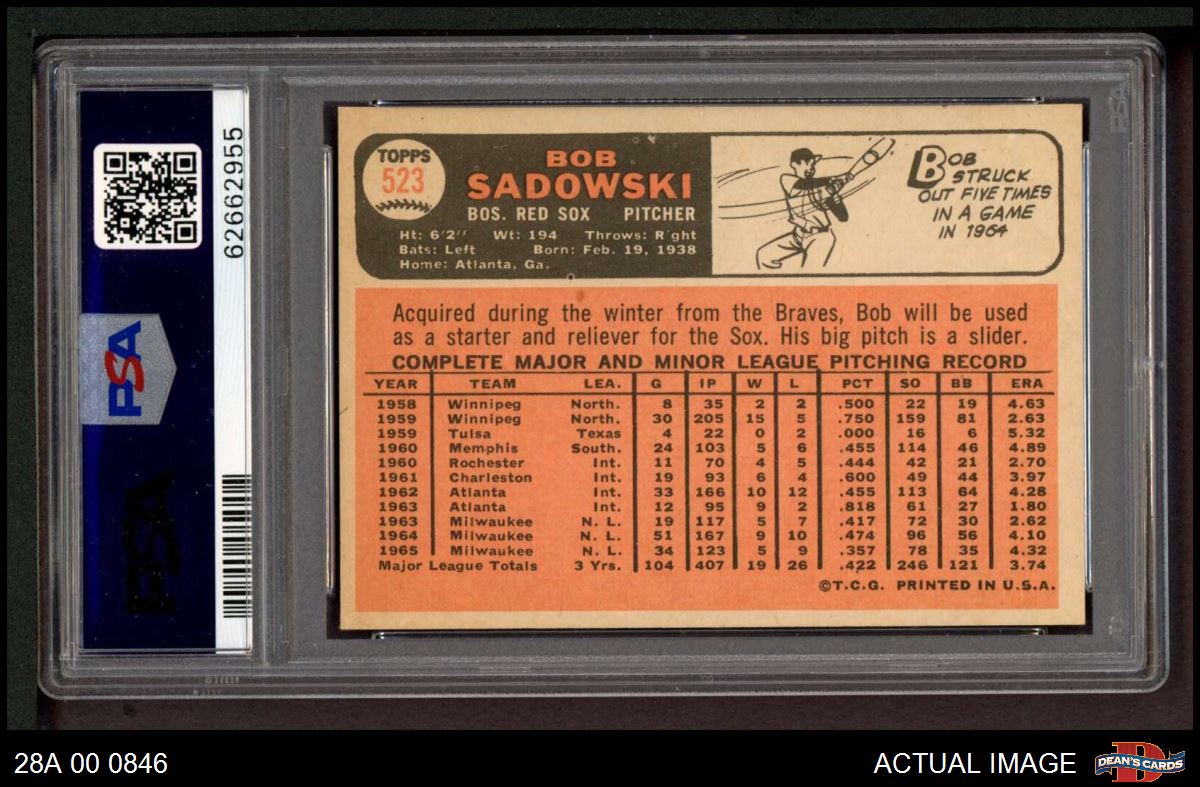 62662955
PSA
PSA
PSA
TOPPS
523
BOB
SADOWSKI
BOS. RED SOX PITCHER
Ht: 6'2" Wt: 194 Throws: Right
Bats: Left Born: Feb. 19, 1938
Home: Atlanta, Ga.
BOB
STRUCK
OUT FIVE TIMES
IN A GAME
IN 1964
Acquired during the winter from the Braves, Bob will be used
as a starter and reliever for the Sox. His big pitch is a slider.
COMPLETE MAJOR AND MINOR LEAGUE PITCHING RECORD
YEAR TEAM LEA. G IP W L PCT SO BB ERA
1958 Winnipeg North. 8 35 2 2 .500 22 19 4.63
1959 Winnipeg North. 30 205 15 5 .750 159 81 2.63
1959 Tulsa Texas 4 22 0 2 .000 16 6 5.32
1960 Memphis South. 24 103 5 6 .455 114 46 4.89
1960 Rochester Int. 11 70 4 5 .444 42 21 2.70
1961 Charleston Int. 19 93 6 4 .600 49 44 3.97
1962 Atlanta Int. 33 166 10 12 .455 113 64 4.28
1963 Atlanta Int. 12 95 9 2 .818 61 27 1.80
1963 Milwaukee N. L. 19 117 5 7 .417 72 30 2.62
1964 Milwaukee N. L. 51 167 9 10 .474 96 56 4.10
1965 Milwaukee N. L. 34 123 5 9 .357 78 35 4.32
Major League Totals 3 Yrs. 104 407 19 26 .422 246 121 3.74
©T.C.G. PRINTED IN U.S.A.
28A 00 0846
ACTUAL IMAGE
DEAN'S CARDS